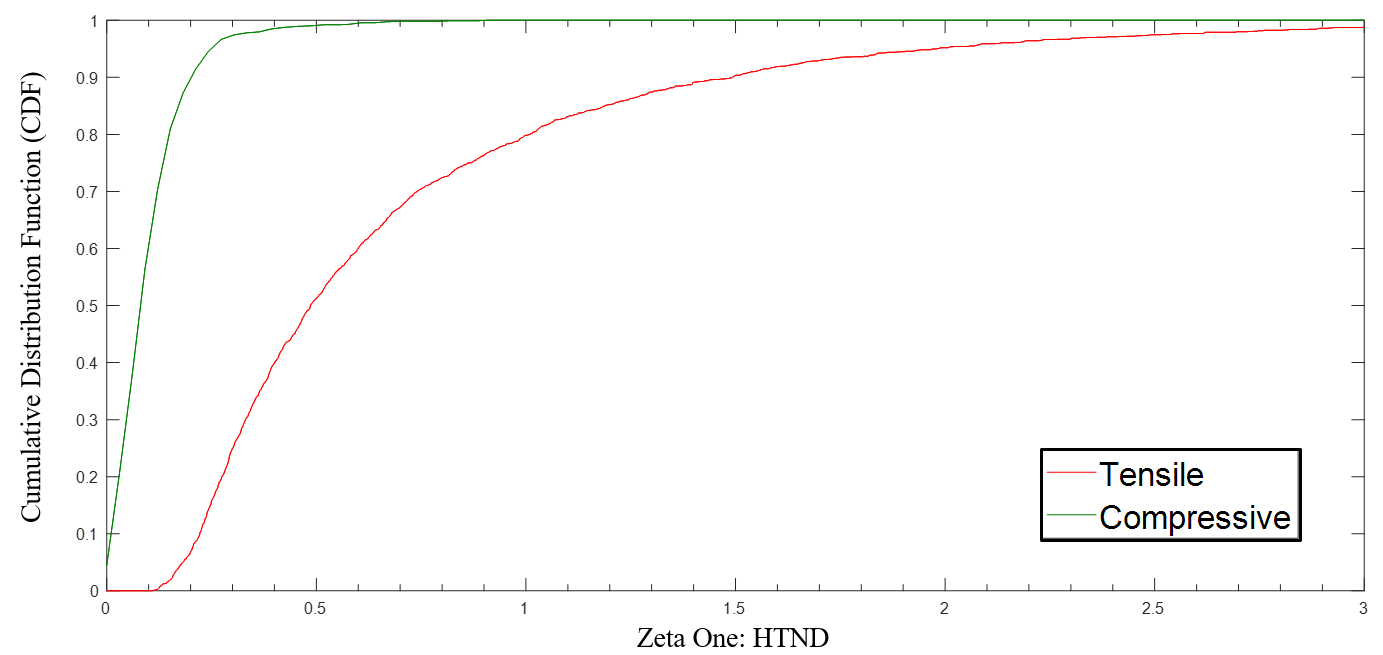 Cumulative Distribution Function (CDF)
1
0.9
0.8
0.7
0.6
0.5
0.4
0.3
0.2
0.1
0
0 0.5 1 1.5 2 2.5 3
Zeta One: HTND
Tensile
Compressive